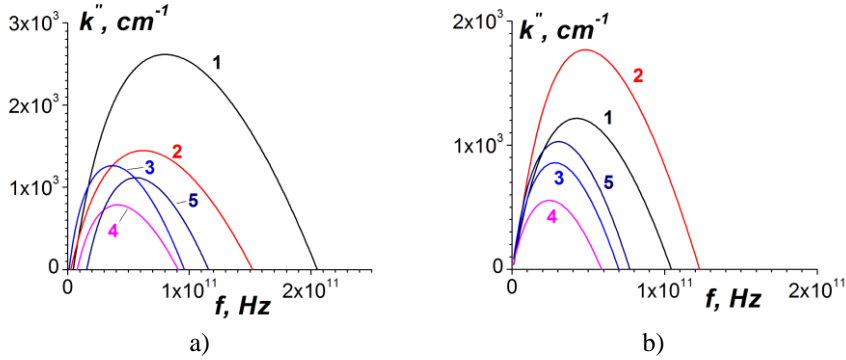 k'', cm⁻¹
3x10³
2x10³
1x10³
0
1
2
3
5
4
0
1x10¹¹
2x10¹¹
f, Hz
a)
k'', cm⁻¹
2x10³
1x10³
0
2
1
5
3
4
0
1x10¹¹
2x10¹¹
f, Hz
b)